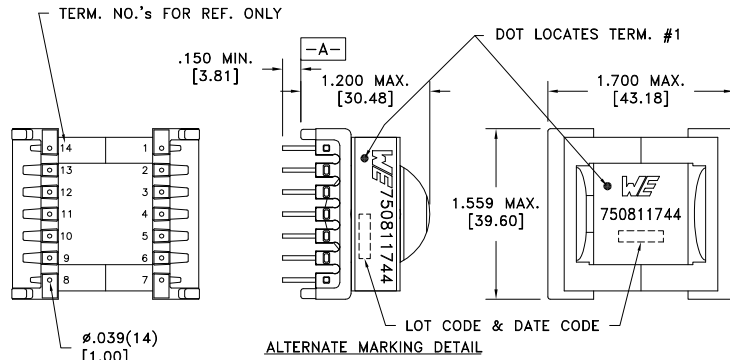 TERM. NO.'s FOR REF. ONLY
-A-
DOT LOCATES TERM. #1
.150 MIN.
[3.81]
1.200 MAX.
[30.48]
1.700 MAX.
[43.18]
14 1
13 2
12 3
11 4
10 5
9 6
8 7
WE 750811744
1.559 MAX.
[39.60]
WE
750811744
LOT CODE & DATE CODE
ø.039(14)
[1.00]
ALTERNATE MARKING DETAIL